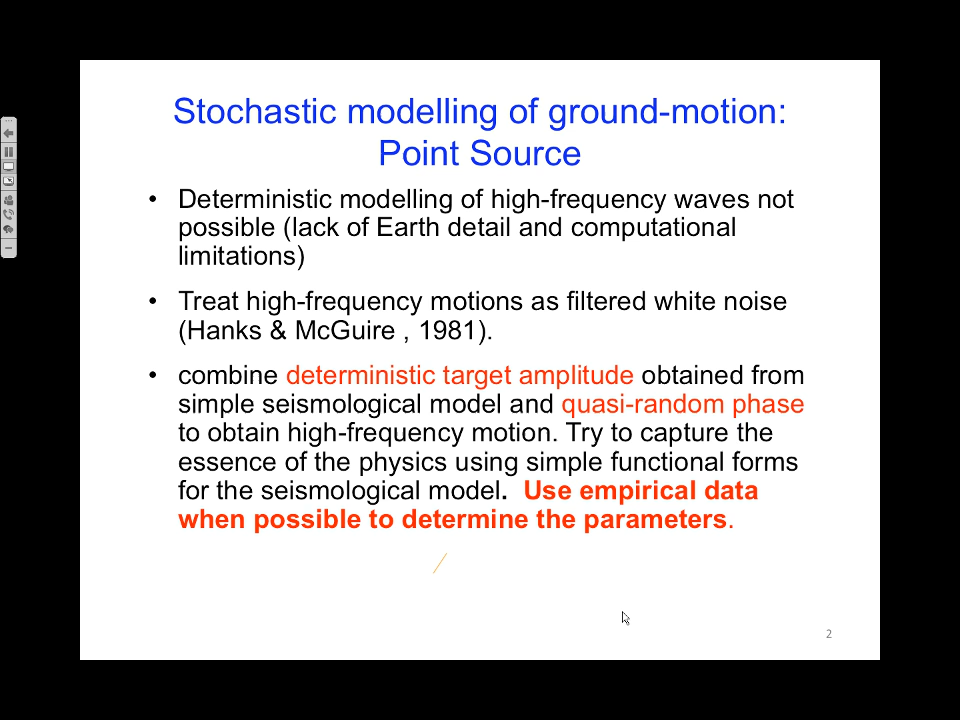 Stochastic modelling of ground-motion:
Point Source
• Deterministic modelling of high-frequency waves not
possible (lack of Earth detail and computational
limitations)
• Treat high-frequency motions as filtered white noise
(Hanks & McGuire , 1981).
• combine deterministic target amplitude obtained from
simple seismological model and quasi-random phase
to obtain high-frequency motion. Try to capture the
essence of the physics using simple functional forms
for the seismological model. Use empirical data
when possible to determine the parameters.
2